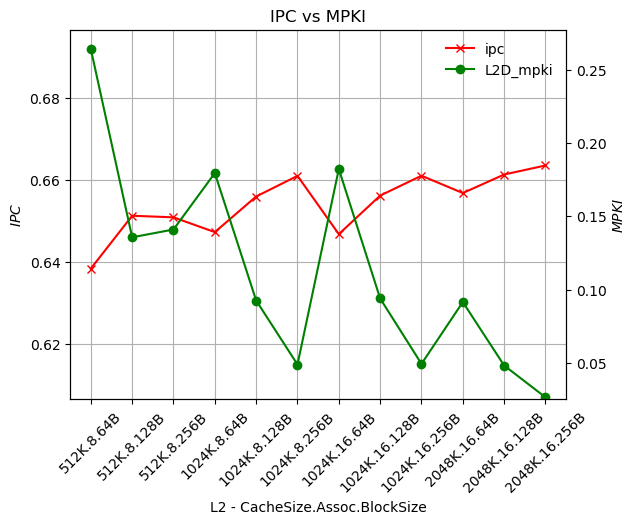 IPC vs MPKI
ipc
L2D_mpki
0.68
0.66
0.64
0.62
IPC
0.25
0.20
0.15
0.10
0.05
MPKI
512K.8.64B
512K.8.128B
512K.8.256B
1024K.8.64B
1024K.8.128B
1024K.8.256B
1024K.16.64B
1024K.16.128B
1024K.16.256B
2048K.16.64B
2048K.16.128B
2048K.16.256B
L2 - CacheSize.Assoc.BlockSize